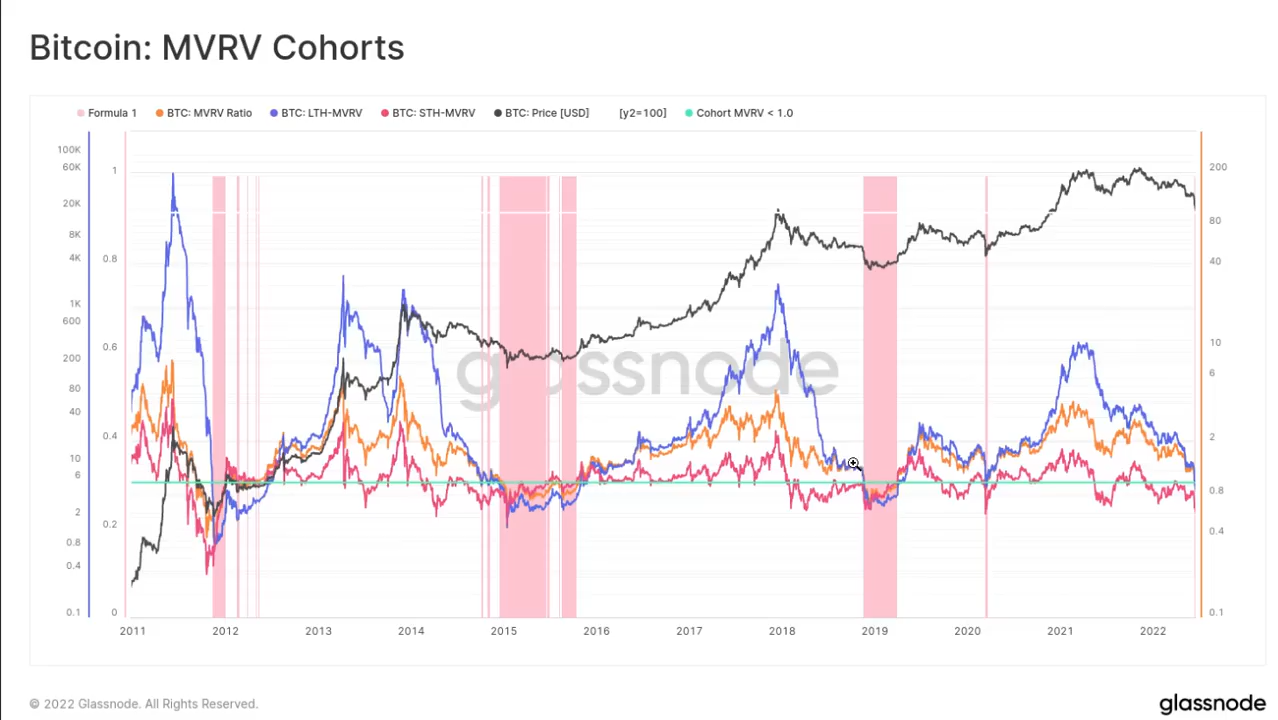 Bitcoin: MVRV Cohorts
Formula 1 BTC: MVRV Ratio BTC: LTH-MVRV BTC: STH-MVRV BTC: Price [USD] [y2=100] Cohort MVRV < 1.0
100K
60K
20K
8K
4K
1K
600
200
80
40
10
6
2
0.8
0.4
0.1
1
0.8
0.6
0.4
0.2
0
200
80
40
10
6
2
0.8
0.4
0.1
glassnode
2011 2012 2013 2014 2015 2016 2017 2018 2019 2020 2021 2022
© 2022 Glassnode. All Rights Reserved.
glassnode